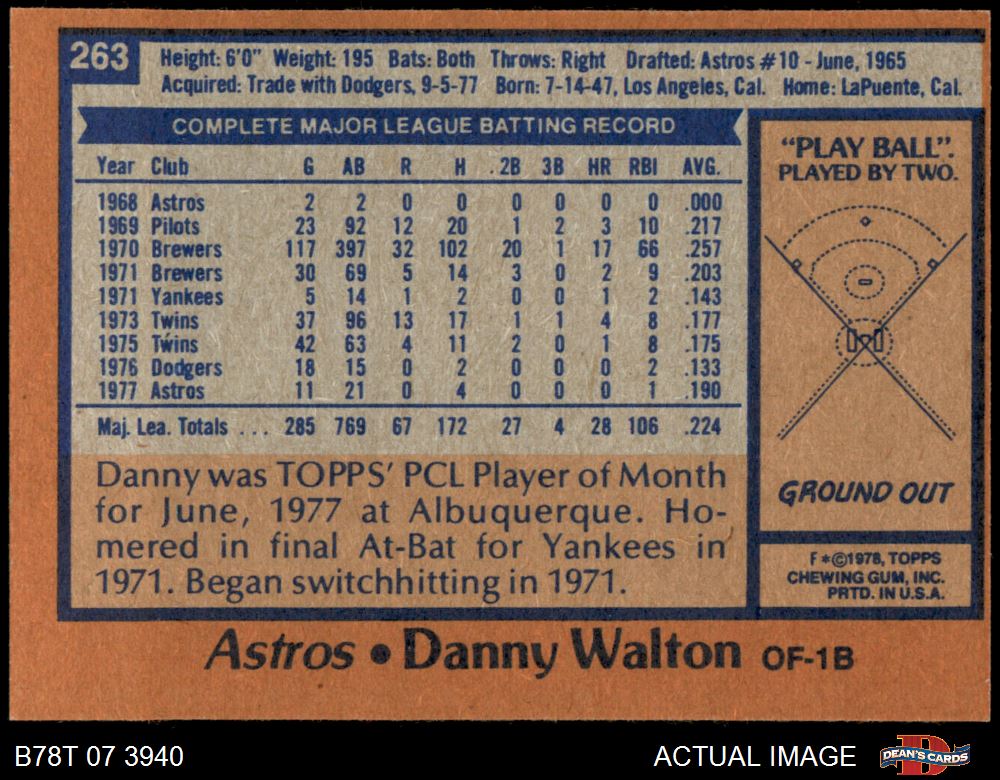 263
Height: 6'0" Weight: 195 Bats: Both Throws: Right Drafted: Astros #10 - June, 1965
Acquired: Trade with Dodgers, 9-5-77 Born: 7-14-47, Los Angeles, Cal. Home: LaPuente, Cal.
COMPLETE MAJOR LEAGUE BATTING RECORD
Year Club G AB R H 2B 3B HR RBI AVG.
1968 Astros 2 2 0 0 0 0 0 0 .000
1969 Pilots 23 92 12 20 1 2 3 10 .217
1970 Brewers 117 397 32 102 20 1 17 66 .257
1971 Brewers 30 69 5 14 3 0 2 9 .203
1971 Yankees 5 14 1 2 0 0 1 2 .143
1973 Twins 37 96 13 17 1 1 4 8 .177
1975 Twins 42 63 4 11 2 0 1 8 .175
1976 Dodgers 18 15 0 2 0 0 0 2 .133
1977 Astros 11 21 0 4 0 0 0 1 .190
Maj. Lea. Totals ... 285 769 67 172 27 4 28 106 .224
Danny was TOPPS' PCL Player of Month
for June, 1977 at Albuquerque. Ho-
mered in final At-Bat for Yankees in
1971. Began switchhitting in 1971.
"PLAY BALL".
PLAYED BY TWO.
GROUND OUT
F*©1978, TOPPS
CHEWING GUM, INC.
PRTD. IN U.S.A.
Astros • Danny Walton OF-1B
B78T 07 3940
ACTUAL IMAGE
DEAN'S CARDS